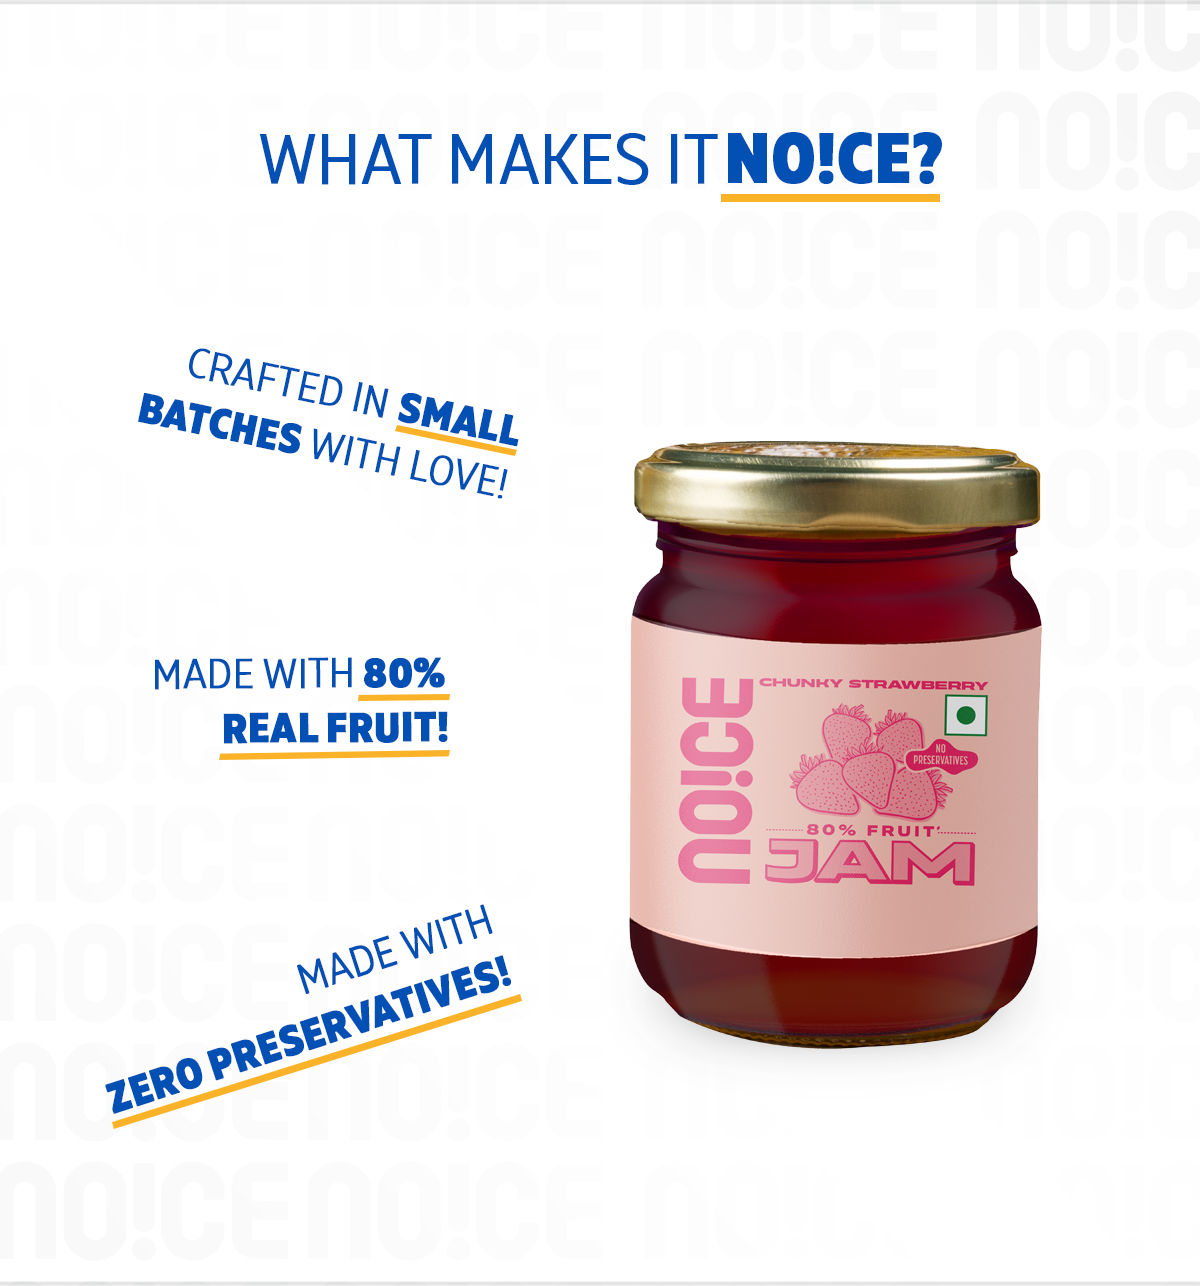 WHAT MAKES IT NO!CE?
CRAFTED IN SMALL
BATCHES WITH LOVE!
MADE WITH 80%
REAL FRUIT!
MADE WITH
ZERO PRESERVATIVES!
NO!CE
CHUNKY STRAWBERRY
NO
PRESERVATIVES
80% FRUIT*
JAM